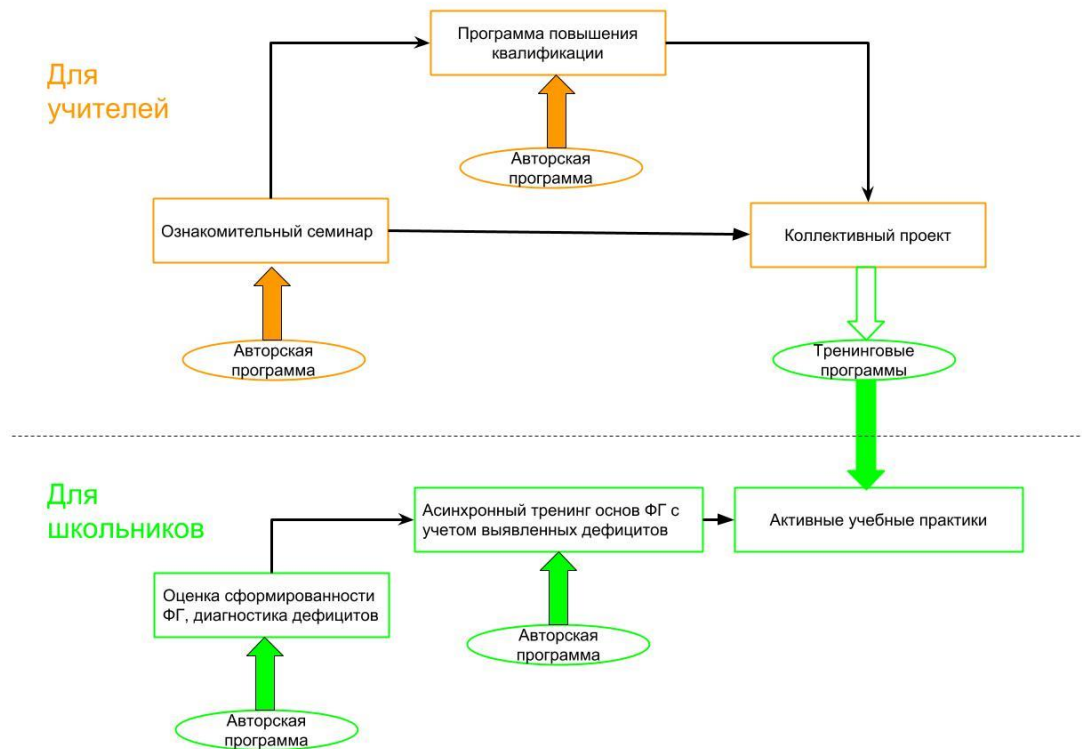 Программа повышения
квалификации
Для
учителей
Авторская
программа
Ознакомительный семинар
Коллективный проект
Авторская
программа
Тренинговые
программы
Для
школьников
Асинхронный тренинг основ ФГ с
учетом выявленных дефицитов
Активные учебные практики
Оценка сформированности
ФГ, диагностика дефицитов
Авторская
программа
Авторская
программа